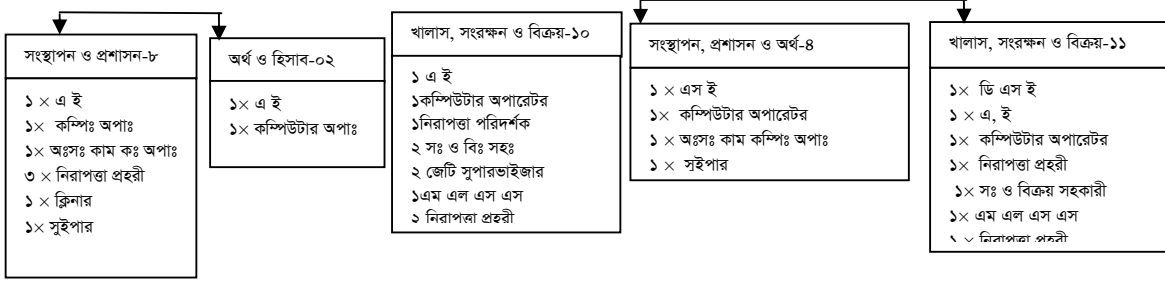 সংস্থাপন ও প্রশাসন-৮
১ × এ ই
১× কম্পিঃ অপাঃ
১× অঃসঃ কাম কঃ অপাঃ
৩ × নিরাপত্তা প্রহরী
১ × ক্লিনার
১× সুইপার
অর্থ ও হিসাব-০২
১× এ ই
১× কম্পিউটার অপাঃ
খালাস, সংরক্ষন ও বিক্রয়-১০
১ এ ই
১কম্পিউটার অপারেটর
১নিরাপত্তা পরিদর্শক
২ সঃ ও বিঃ সহঃ
২ জেটি সুপারভাইজার
১এম এল এস এস
২ নিরাপত্তা প্রহরী
সংস্থাপন, প্রশাসন ও অর্থ-৪
১ × এস ই
১× কম্পিউটার অপারেটর
১ × অঃসঃ কাম কম্পিঃ অপাঃ
১ × সুইপার
খালাস, সংরক্ষন ও বিক্রয়-১১
১× ডি এস ই
১× এ, ই
১× কম্পিউটার অপারেটর
১× নিরাপত্তা প্রহরী
১× সঃ ও বিক্রয় সহকারী
১× এম এল এস এস
১ × নিরাপত্তা প্রহরী